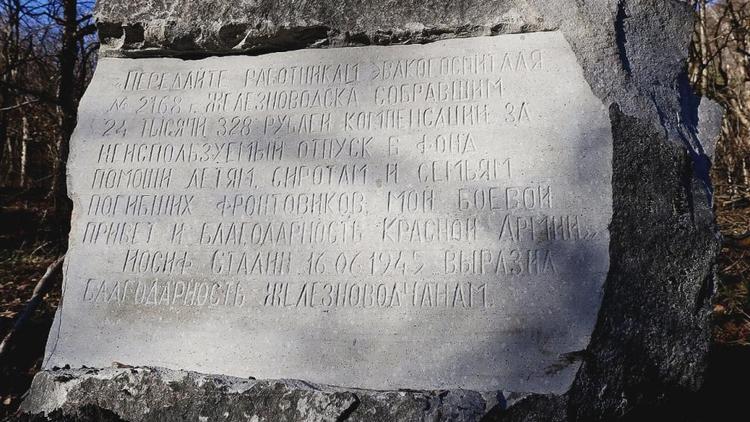 «Передайте работникам эвакогоспиталя
№ 2168 г. Железноводска собравшим
24 тысячи 328 рублей компенсации за
неиспользуемый отпуск в фонд
помощи детям, сиротам и семьям
погибших фронтовиков, мой боевой
привет и благодарность Красной Армии»
Иосиф Сталин 16.06.1945 выразил
благодарность железноводчанам.